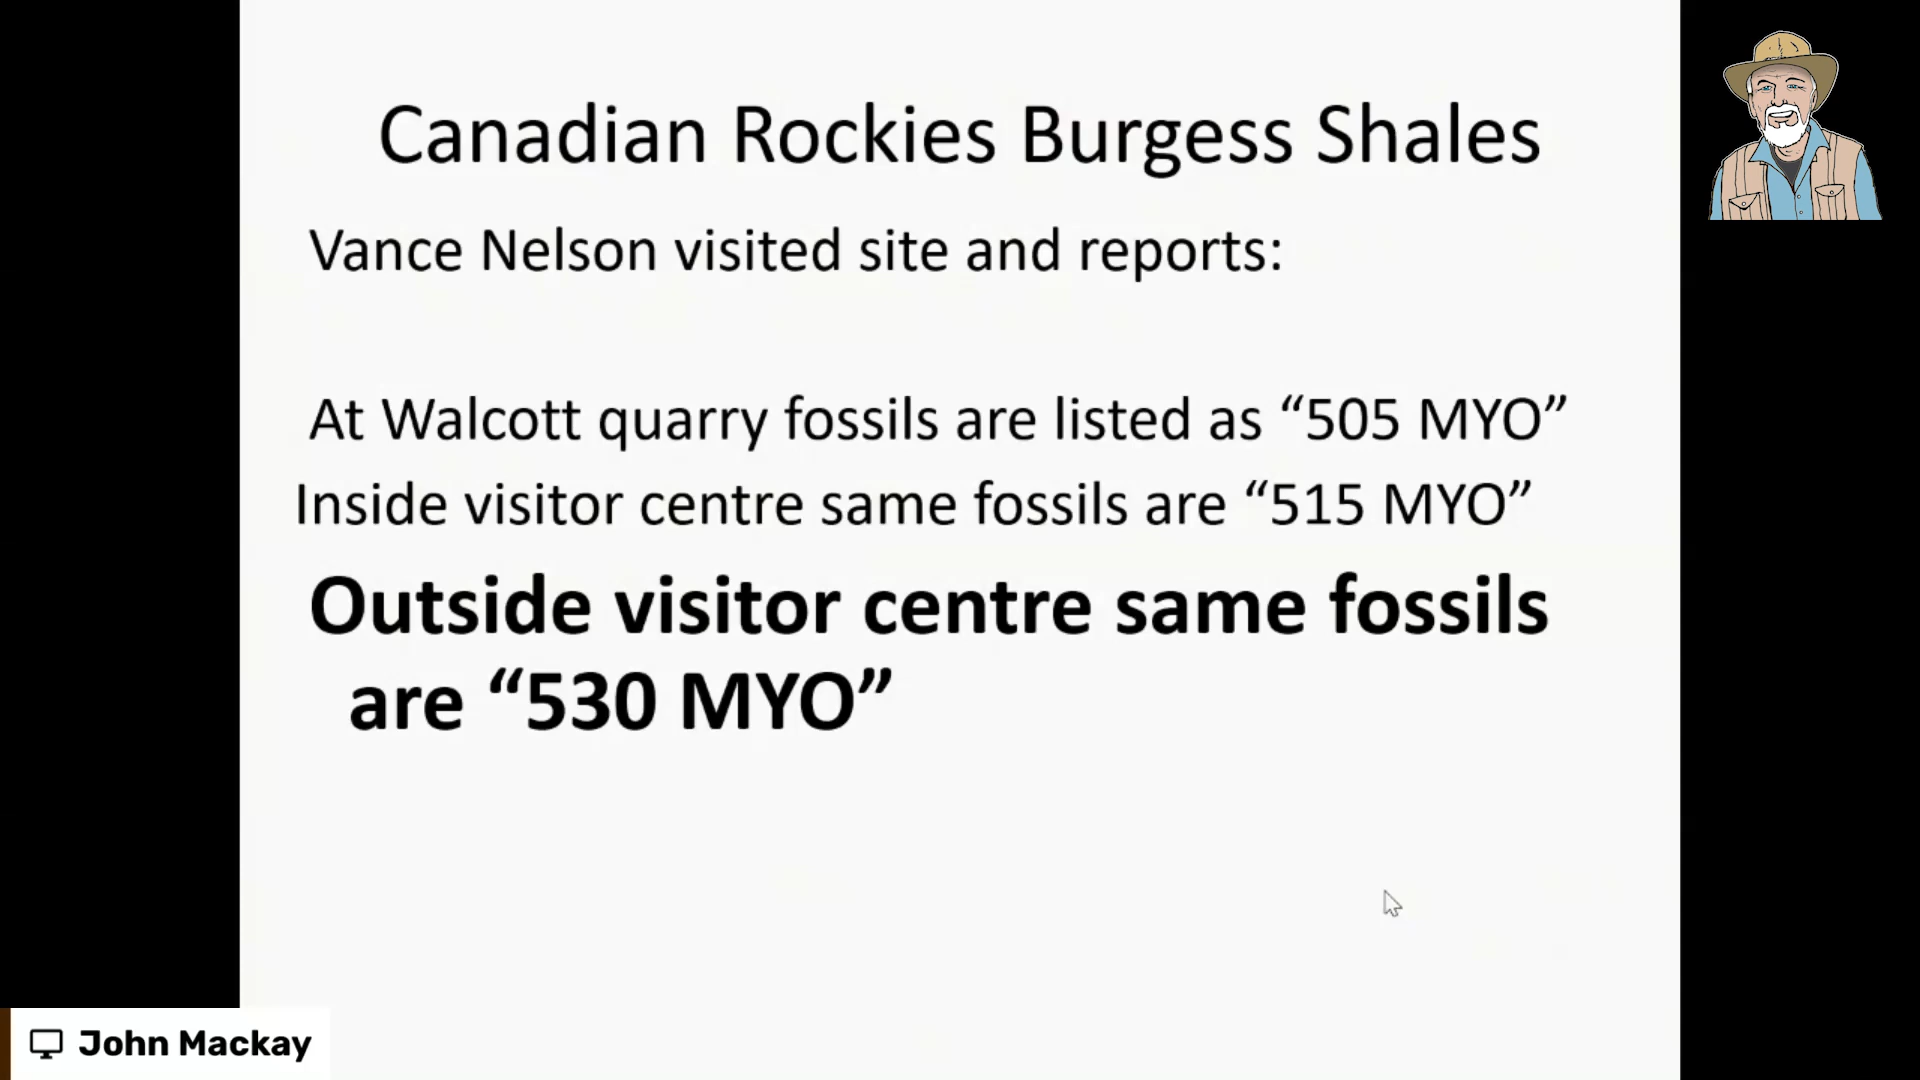 Canadian Rockies Burgess Shales
Vance Nelson visited site and reports:
At Walcott quarry fossils are listed as “505 MYO”
Inside visitor centre same fossils are “515 MYO”
Outside visitor centre same fossils
are “530 MYO”
John Mackay